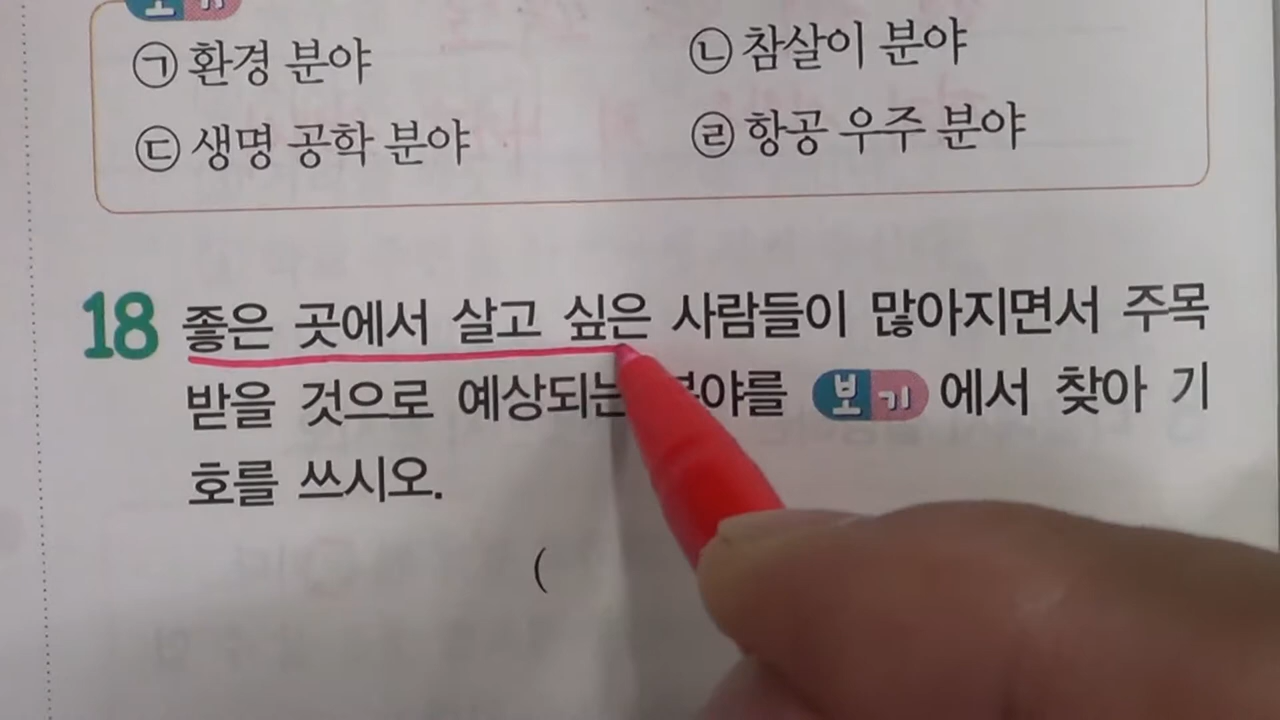 ㉠ 환경 분야 ㉡ 참살이 분야
㉢ 생명 공학 분야 ㉣ 항공 우주 분야
18 좋은 곳에서 살고 싶은 사람들이 많아지면서 주목
받을 것으로 예상되는 보기 에서 찾아 기
호를 쓰시오.
(